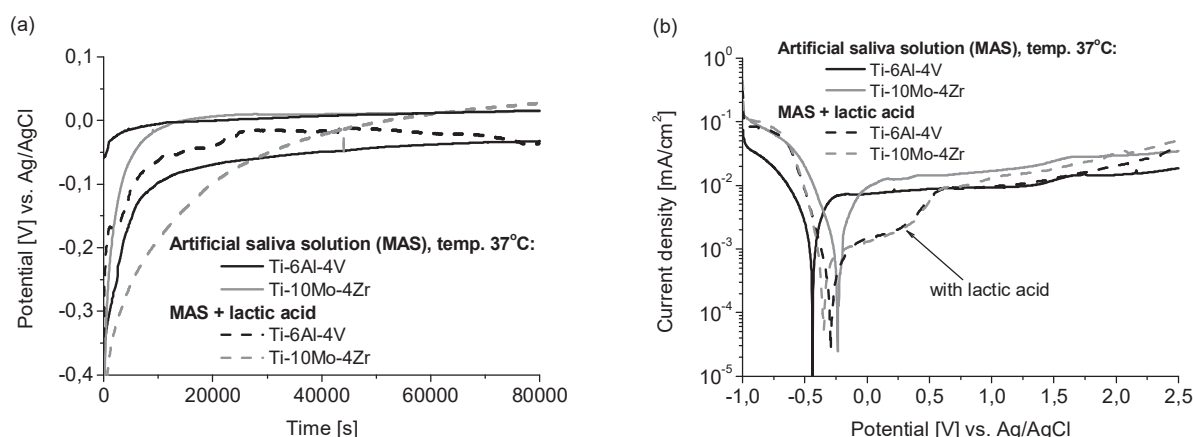 (a)
0,1
0,0
-0,1
-0,2
-0,3
-0,4
Potential [V] vs. Ag/AgCl
Artificial saliva solution (MAS), temp. 37°C:
Ti-6Al-4V
Ti-10Mo-4Zr
MAS + lactic acid
Ti-6Al-4V
Ti-10Mo-4Zr
0 20000 40000 60000 80000
Time [s]
(b)
10^0
10^-1
10^-2
10^-3
10^-4
10^-5
Current density [mA/cm^2]
Artificial saliva solution (MAS), temp. 37°C:
Ti-6Al-4V
Ti-10Mo-4Zr
MAS + lactic acid
Ti-6Al-4V
Ti-10Mo-4Zr
with lactic acid
-1,0 -0,5 0,0 0,5 1,0 1,5 2,0 2,5
Potential [V] vs. Ag/AgCl